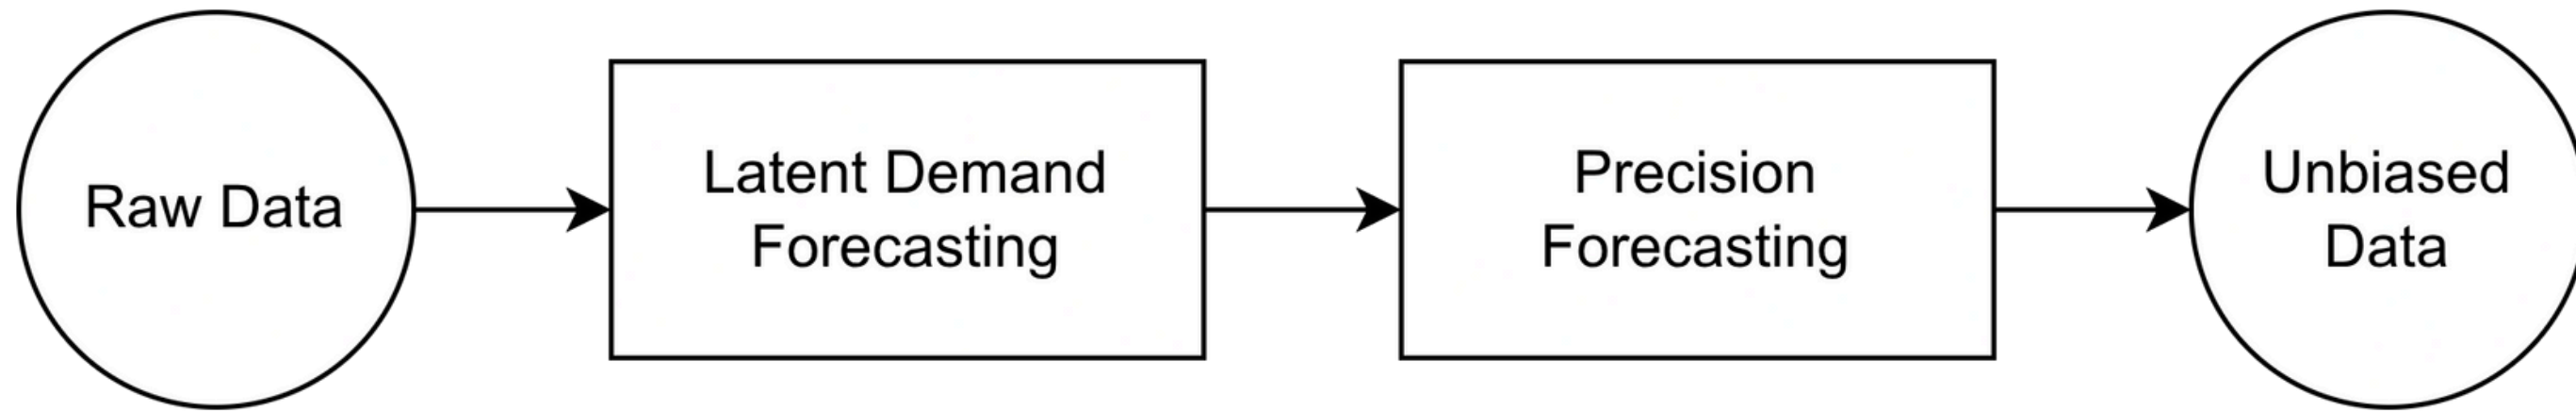 Raw Data
Latent Demand
Forecasting
Precision
Forecasting
Unbiased
Data